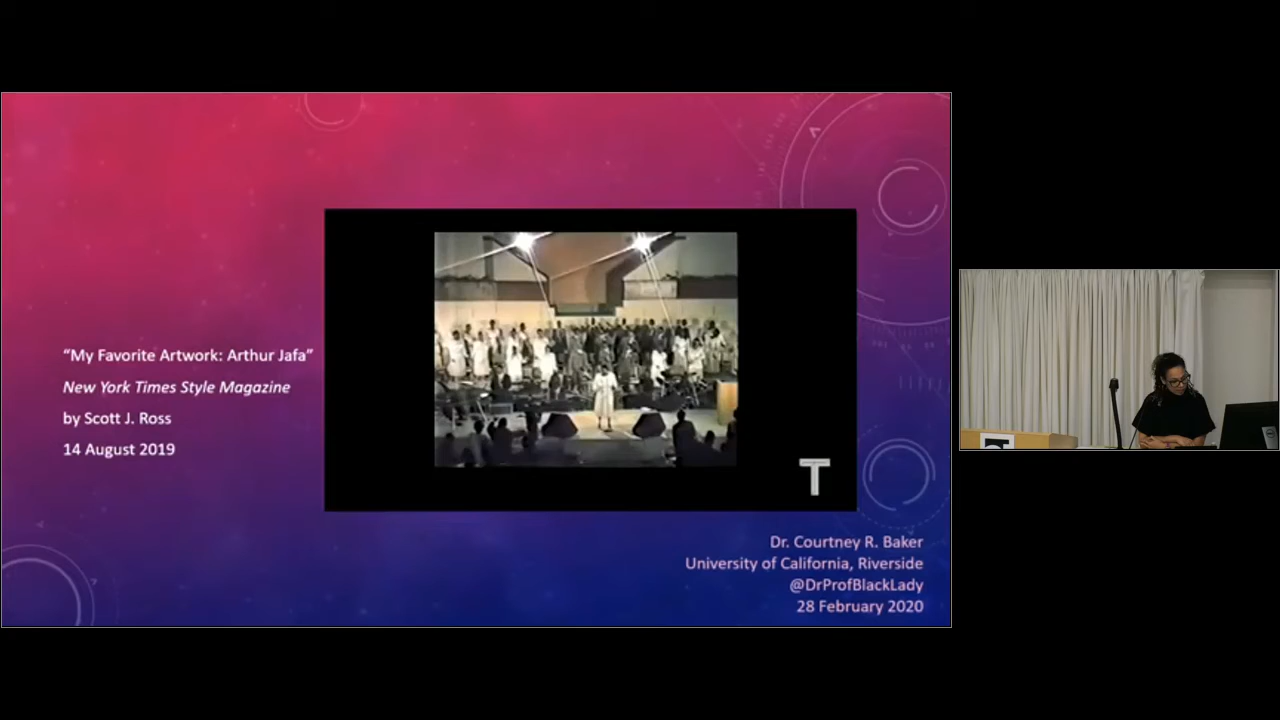 “My Favorite Artwork: Arthur Jafa”
New York Times Style Magazine
by Scott J. Ross
14 August 2019
T
Dr. Courtney R. Baker
University of California, Riverside
@DrProfBlackLady
28 February 2020